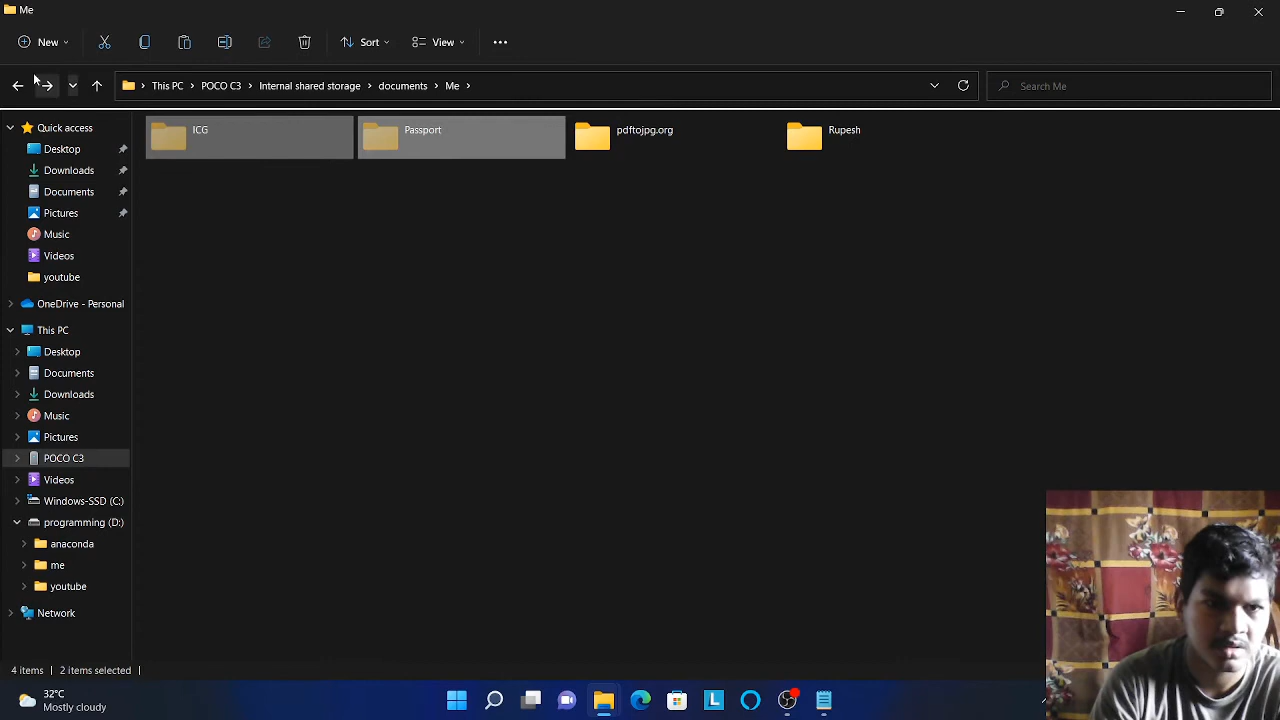 Me
New
Sort
View
This PC
POCO C3
Internal shared storage
documents
Me
Search Me
Quick access
Desktop
Downloads
Documents
Pictures
Music
Videos
youtube
OneDrive - Personal
This PC
Desktop
Documents
Downloads
Music
Pictures
POCO C3
Videos
Windows-SSD (C:)
programming (D:)
anaconda
me
youtube
Network
ICG
Passport
pdftojpg.org
Rupesh
4 items
2 items selected
32°C
Mostly cloudy
L